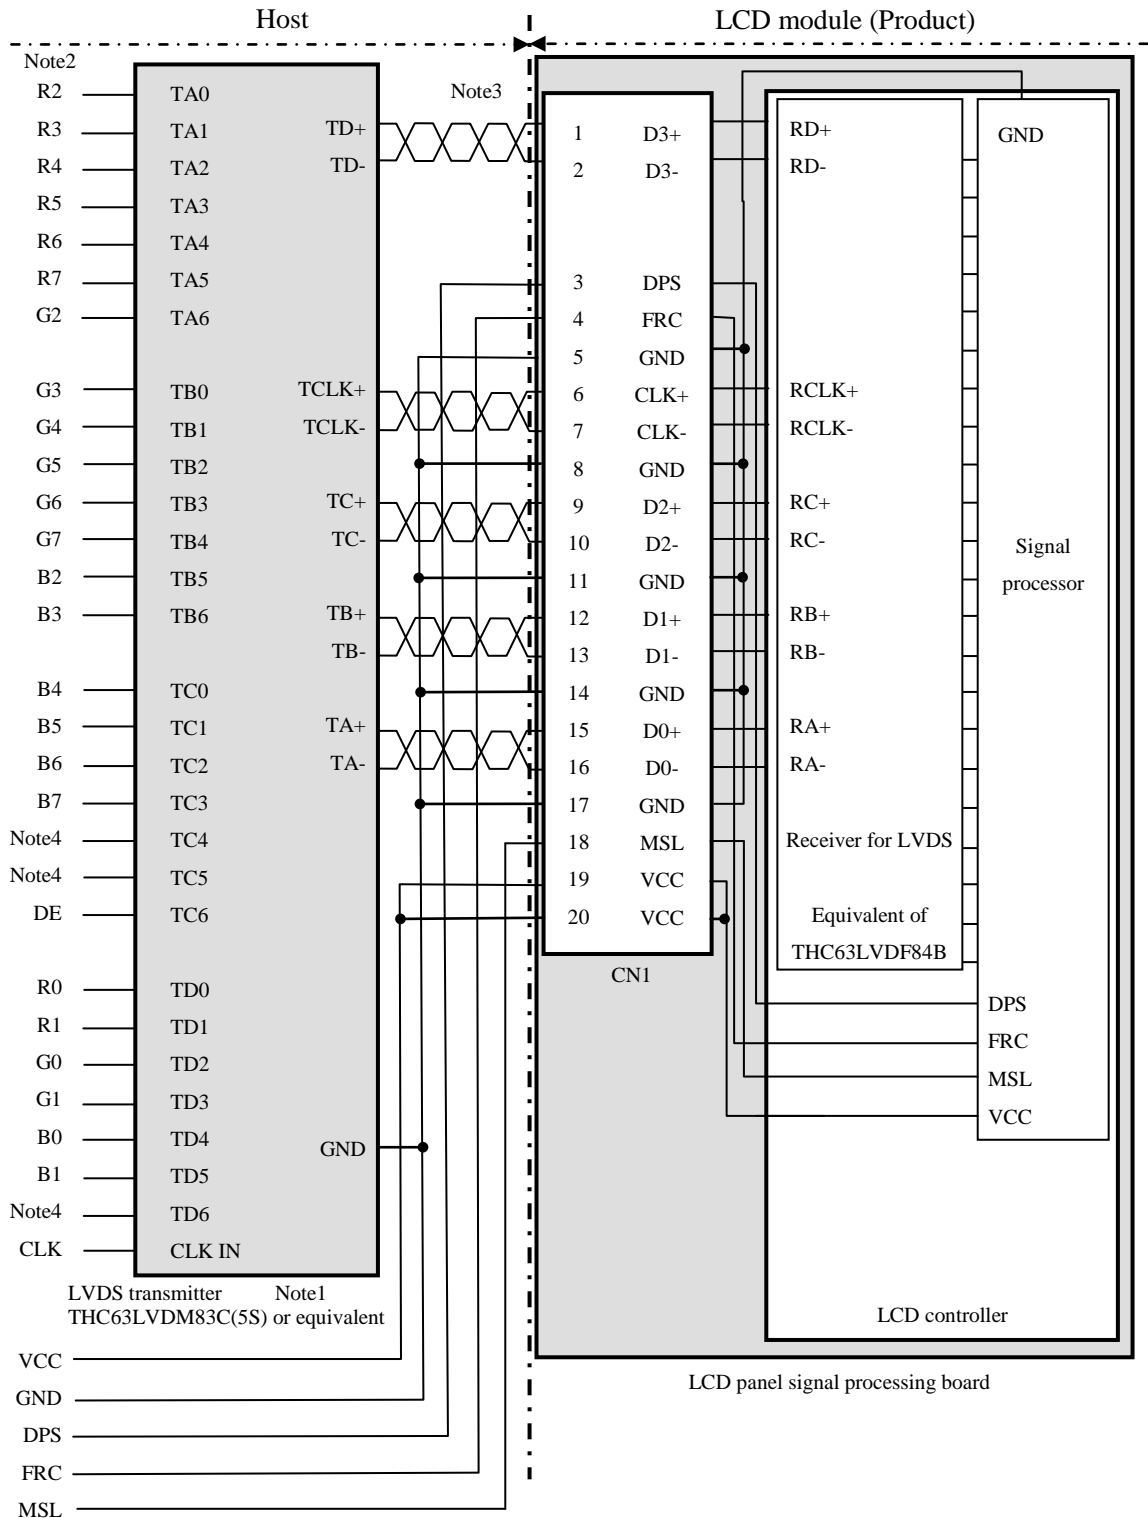 Host
LCD module (Product)
Note2
Note3
R2 TA0
R3 TA1 TD+ 1 D3+ RD+ GND
R4 TA2 TD- 2 D3- RD-
R5 TA3
R6 TA4
R7 TA5 3 DPS
G2 TA6 4 FRC
5 GND
G3 TB0 TCLK+ 6 CLK+ RCLK+
G4 TB1 TCLK- 7 CLK- RCLK-
G5 TB2 8 GND
G6 TB3 TC+ 9 D2+ RC+
G7 TB4 TC- 10 D2- RC- Signal
B2 TB5 11 GND processor
B3 TB6 TB+ 12 D1+ RB+
TB- 13 D1- RB-
B4 TC0 14 GND
B5 TC1 TA+ 15 D0+ RA+
B6 TC2 TA- 16 D0- RA-
B7 TC3 17 GND
Note4 TC4 18 MSL Receiver for LVDS
Note4 TC5 19 VCC
DE TC6 20 VCC Equivalent of
THC63LVDF84B
CN1
R0 TD0 DPS
R1 TD1 FRC
G0 TD2 MSL
G1 TD3 VCC
B0 TD4 GND
B1 TD5
Note4 TD6
CLK CLK IN
LVDS transmitter Note1
THC63LVDM83C(5S) or equivalent
LCD controller
VCC
LCD panel signal processing board
GND
DPS
FRC
MSL